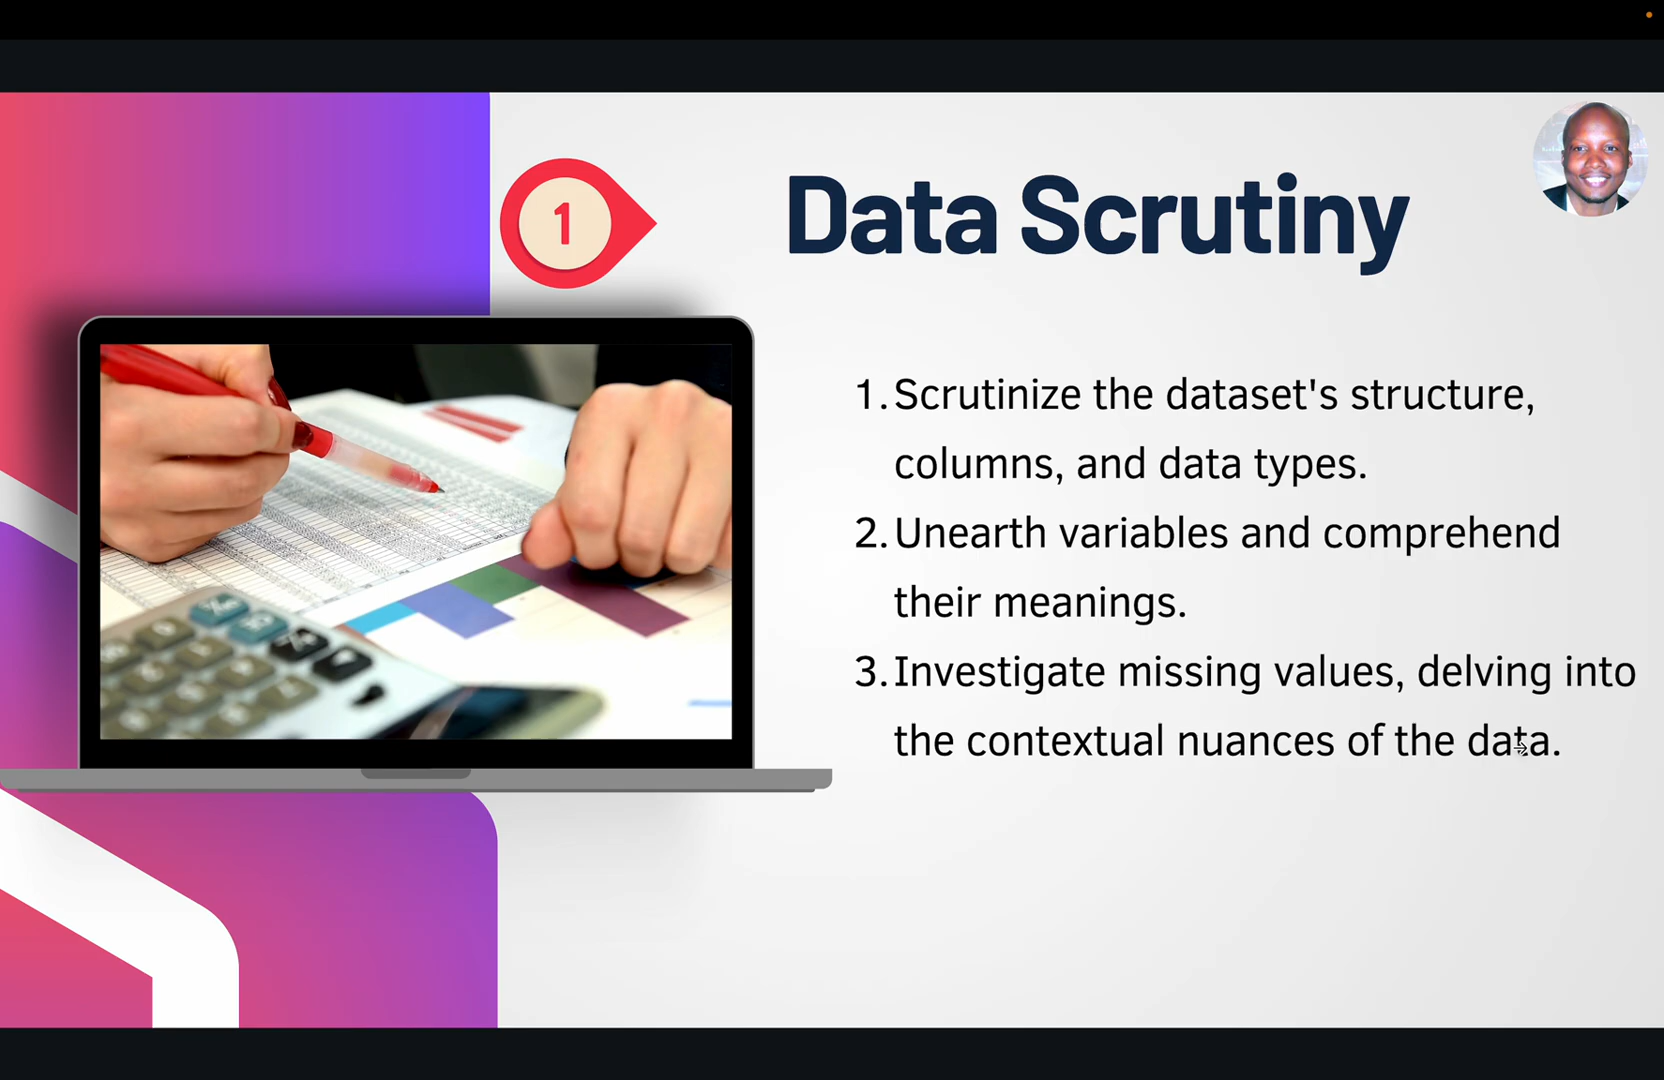 1
Data Scrutiny
1. Scrutinize the dataset's structure,
columns, and data types.
2. Unearth variables and comprehend
their meanings.
3. Investigate missing values, delving into
the contextual nuances of the data.